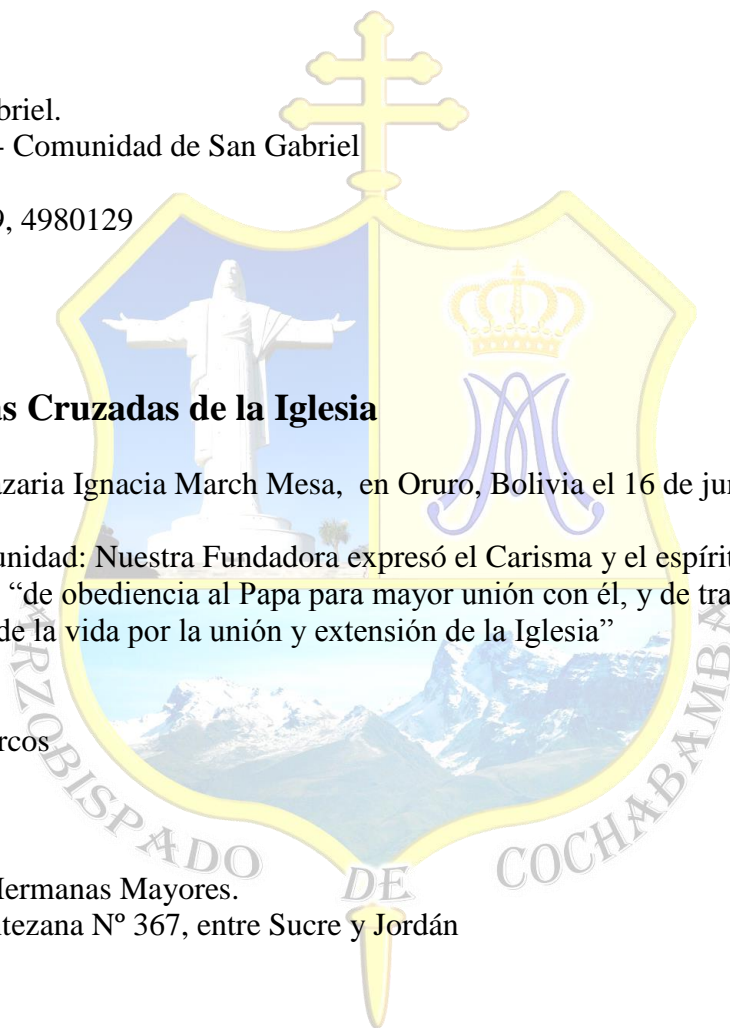 briel.
- Comunidad de San Gabriel
9, 4980129
as Cruzadas de la Iglesia
azaria Ignacia March Mesa, en Oruro, Bolivia el 16 de jun
unidad: Nuestra Fundadora expresó el Carisma y el espírit
“de obediencia al Papa para mayor unión con él, y de tra
de la vida por la unión y extensión de la Iglesia”
rcos
Hermanas Mayores.
ntezana Nº 367, entre Sucre y Jordán
ARZOBISPADO DE COCHABAMBA